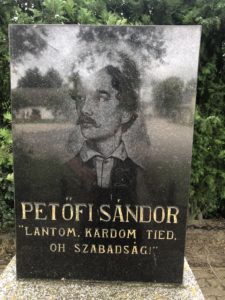 PETŐFI SÁNDOR
"LANTOM, KARDOM TIED,
OH SZABADSÁG!"